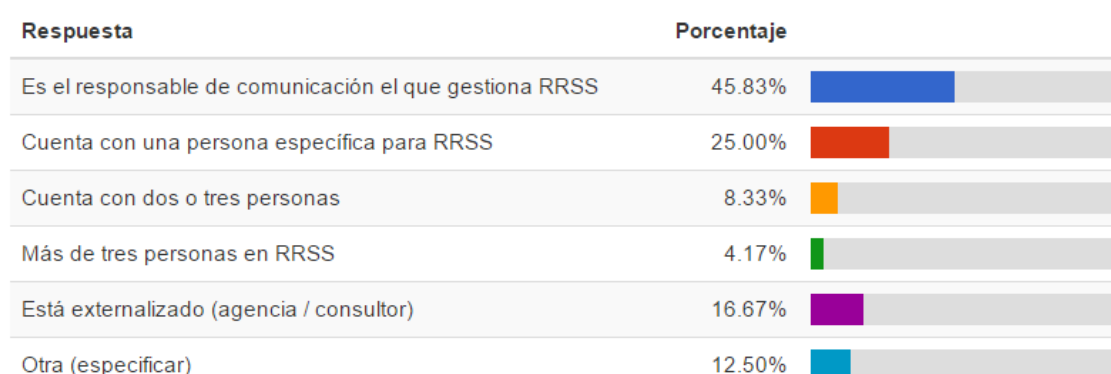 Respuesta Porcentaje
Es el responsable de comunicación el que gestiona RRSS 45.83%
Cuenta con una persona específica para RRSS 25.00%
Cuenta con dos o tres personas 8.33%
Más de tres personas en RRSS 4.17%
Está externalizado (agencia / consultor) 16.67%
Otra (especificar) 12.50%